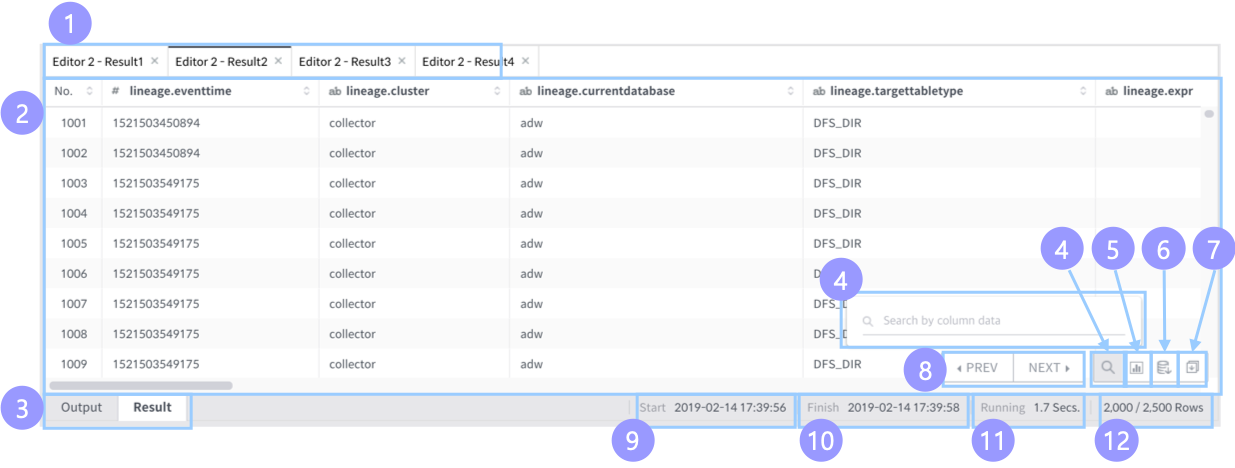 1
Editor 2 - Result1 × Editor 2 - Result2 × Editor 2 - Result3 × Editor 2 - Result4 ×
2
No. # lineage.eventtime ab lineage.cluster ab lineage.currentdatabase ab lineage.targettabletype ab lineage.expr
1001 1521503450894 collector adw DFS_DIR
1002 1521503450894 collector adw DFS_DIR
1003 1521503549175 collector adw DFS_DIR
1004 1521503549175 collector adw DFS_DIR
1005 1521503549175 collector adw DFS_DIR
4 5 6 7
1006 1521503549175 collector adw DFS_DIR
4
1007 1521503549175 collector adw DFS_D
Search by column data
1008 1521503549175 collector adw DFS_D
1009 1521503549175 collector adw DFS_DIR
8 PREV NEXT
3 Output Result Start 2019-02-14 17:39:56 Finish 2019-02-14 17:39:58 Running 1.7 Secs. 2,000 / 2,500 Rows
9 10 11 12